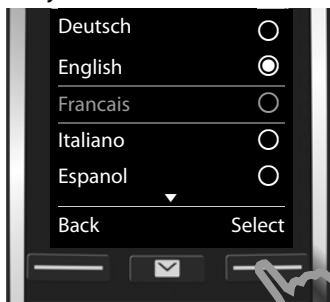 Deutsch
English
Francais
Italiano
Espanol
Back Select